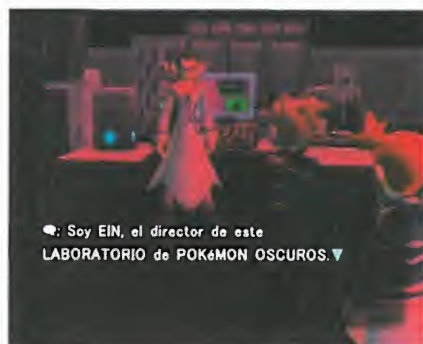 : Soy EIN, el director de este
LABORATORIO de POKéMON OSCUROS.